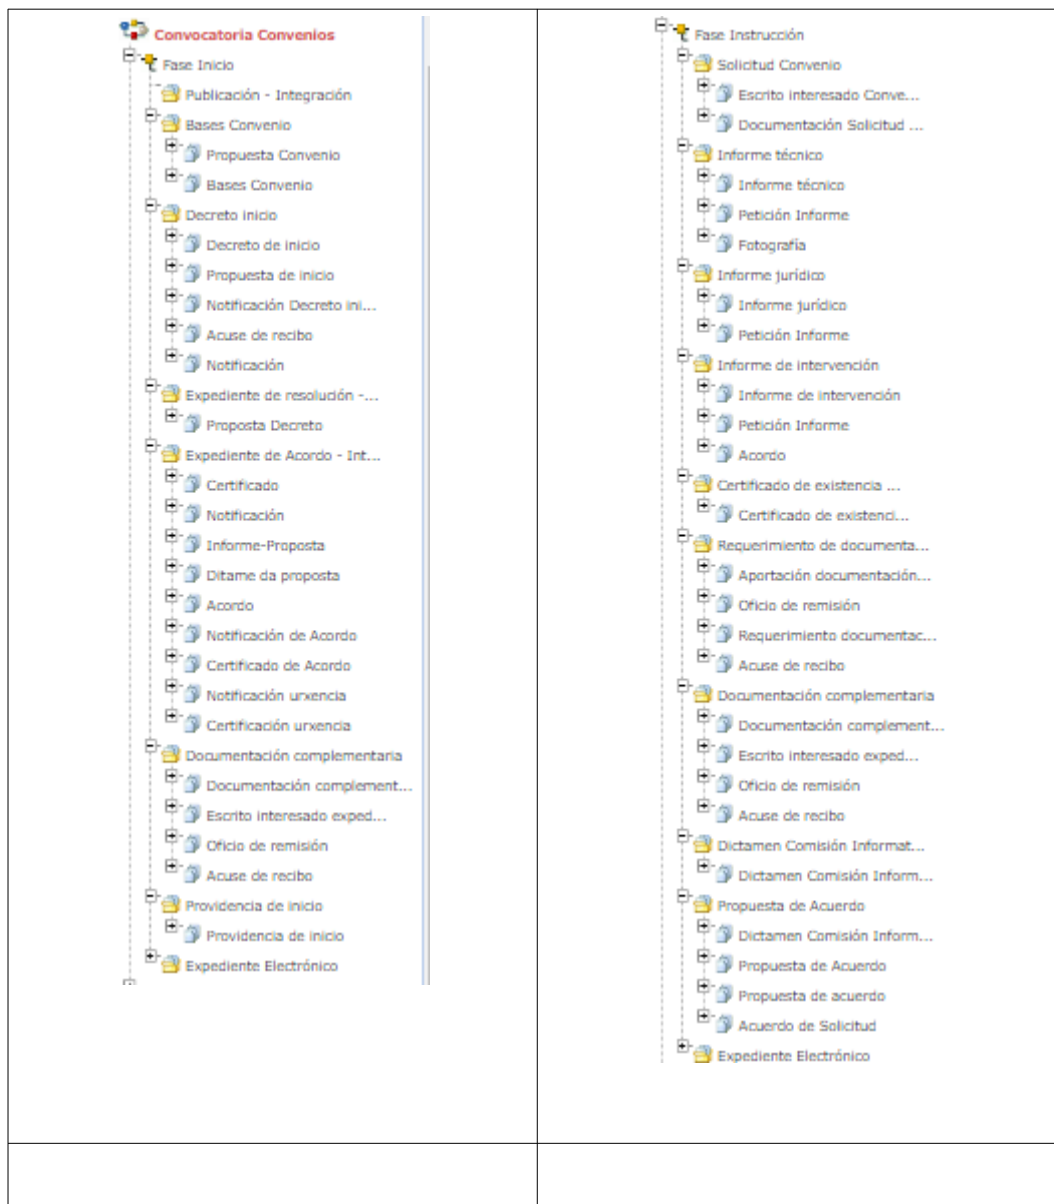 Convocatoria Convenios
Fase Inicio
Publicación - Integración
Bases Convenio
Propuesta Convenio
Bases Convenio
Decreto inicio
Decreto de inicio
Propuesta de inicio
Notificación Decreto ini...
Acuse de recibo
Notificación
Expediente de resolución -...
Proposta Decreto
Expediente de Acordo - Int...
Certificado
Notificación
Informe-Proposta
Ditame da proposta
Acordo
Notificación de Acordo
Certificado de Acordo
Notificación urxencia
Certificación urxencia
Documentación complementaria
Documentación complement...
Escrito interesado exped...
Oficio de remisión
Acuse de recibo
Providencia de inicio
Providencia de inicio
Expediente Electrónico
Fase Instrucción
Solicitud Convenio
Escrito interesado Conve...
Documentación Solicitud ...
Informe técnico
Informe técnico
Petición Informe
Fotografía
Informe jurídico
Informe jurídico
Petición Informe
Informe de intervención
Informe de intervención
Petición Informe
Acordo
Certificado de existencia ...
Certificado de existenci...
Requerimiento de documenta...
Aportación documentación...
Oficio de remisión
Requerimiento documentac...
Acuse de recibo
Documentación complementaria
Documentación complement...
Escrito interesado exped...
Oficio de remisión
Acuse de recibo
Dictamen Comisión Informat...
Dictamen Comisión Inform...
Propuesta de Acuerdo
Dictamen Comisión Inform...
Propuesta de Acuerdo
Propuesta de acuerdo
Acuerdo de Solicitud
Expediente Electrónico